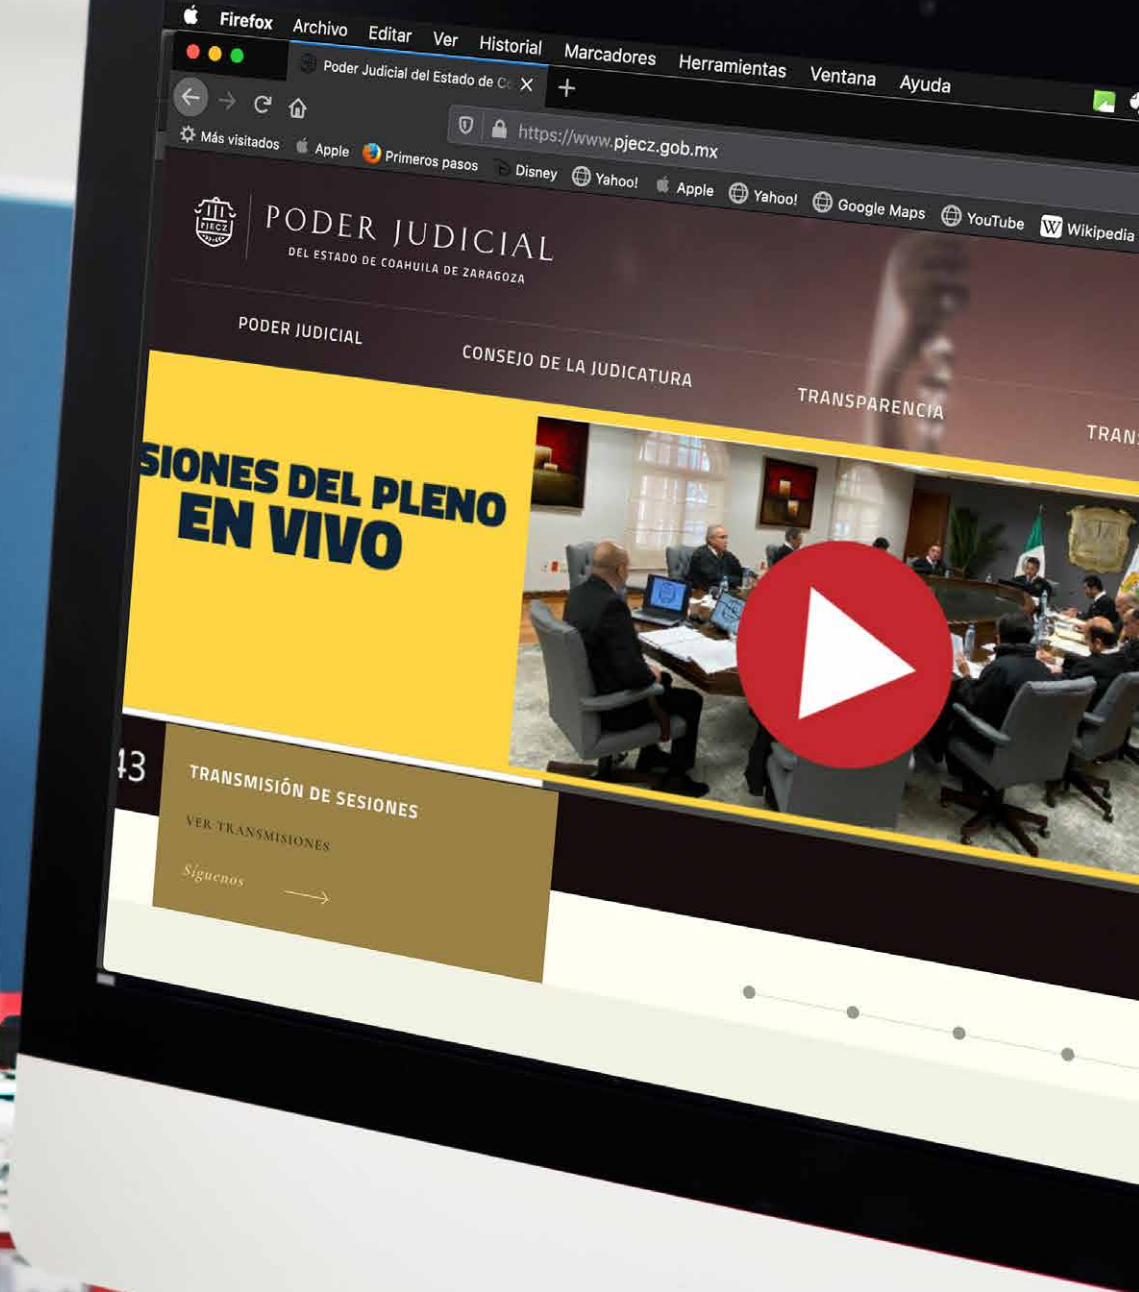 Firefox Archivo Editar Ver Historial Marcadores Herramientas Ventana Ayuda
Poder Judicial del Estado de C
https://www.pjecz.gob.mx
Más visitados Apple Primeros pasos Disney Yahoo! Apple Yahoo! Google Maps YouTube Wikipedia
PJECZ
PODER JUDICIAL
DEL ESTADO DE COAHUILA DE ZARAGOZA
PODER JUDICIAL CONSEJO DE LA JUDICATURA TRANSPARENCIA TRANS
SIONES DEL PLENO
EN VIVO
43
TRANSMISIÓN DE SESIONES
VER TRANSMISIONES
Síguenos